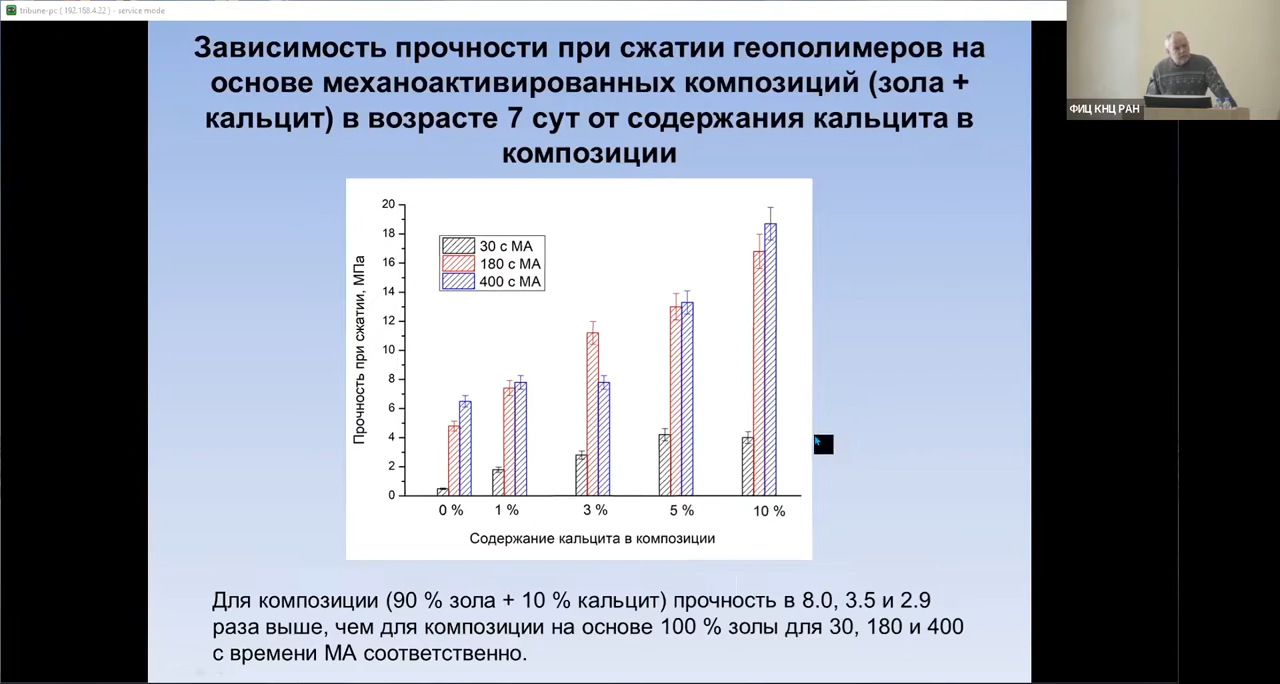 tribune-pc ( 192.168.4.22 ) - service mode
Зависимость прочности при сжатии геополимеров на
основе механоактивированных композиций (зола +
кальцит) в возрасте 7 сут от содержания кальцита в
композиции
ФИЦ КНЦ РАН
20
18
16
14
12
10
8
6
4
2
0
Прочность при сжатии, МПа
30 с МА
180 с МА
400 с МА
0 % 1 % 3 % 5 % 10 %
Содержание кальцита в композиции
Для композиции (90 % зола + 10 % кальцит) прочность в 8.0, 3.5 и 2.9
раза выше, чем для композиции на основе 100 % золы для 30, 180 и 400
с времени МА соответственно.